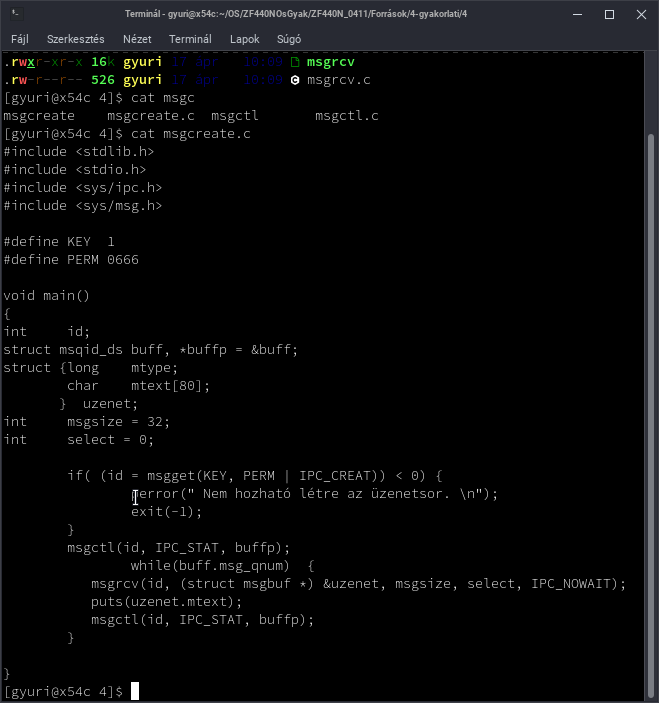 Terminál - gyuri@x54c:~/OS/ZF440NOsGyak/ZF440N_0411/Források/4-gyakorlati/4
Fájl Szerkesztés Nézet Terminál Lapok Súgó
.rwxr-xr-x 16k gyuri 17 ápr 18:09 msgrcv
.rw-r--r-- 526 gyuri 17 ápr 18:09 msgrcv.c
[gyuri@x54c 4]$ cat msgc
msgcreate msgcreate.c msgctl msgctl.c
[gyuri@x54c 4]$ cat msgcreate.c
#include <stdlib.h>
#include <stdio.h>
#include <sys/ipc.h>
#include <sys/msg.h>
#define KEY 1
#define PERM 0666
void main()
{
int id;
struct msqid_ds buff, *buffp = &buff;
struct {long mtype;
char mtext[80];
} uzenet;
int msgsize = 32;
int select = 0;
if( (id = msgget(KEY, PERM | IPC_CREAT)) < 0) {
perror(" Nem hozható létre az üzenetsor. \n");
exit(-1);
}
msgctl(id, IPC_STAT, buffp);
while(buff.msg_qnum) {
msgrcv(id, (struct msgbuf *) &uzenet, msgsize, select, IPC_NOWAIT);
puts(uzenet.mtext);
msgctl(id, IPC_STAT, buffp);
}
}
[gyuri@x54c 4]$